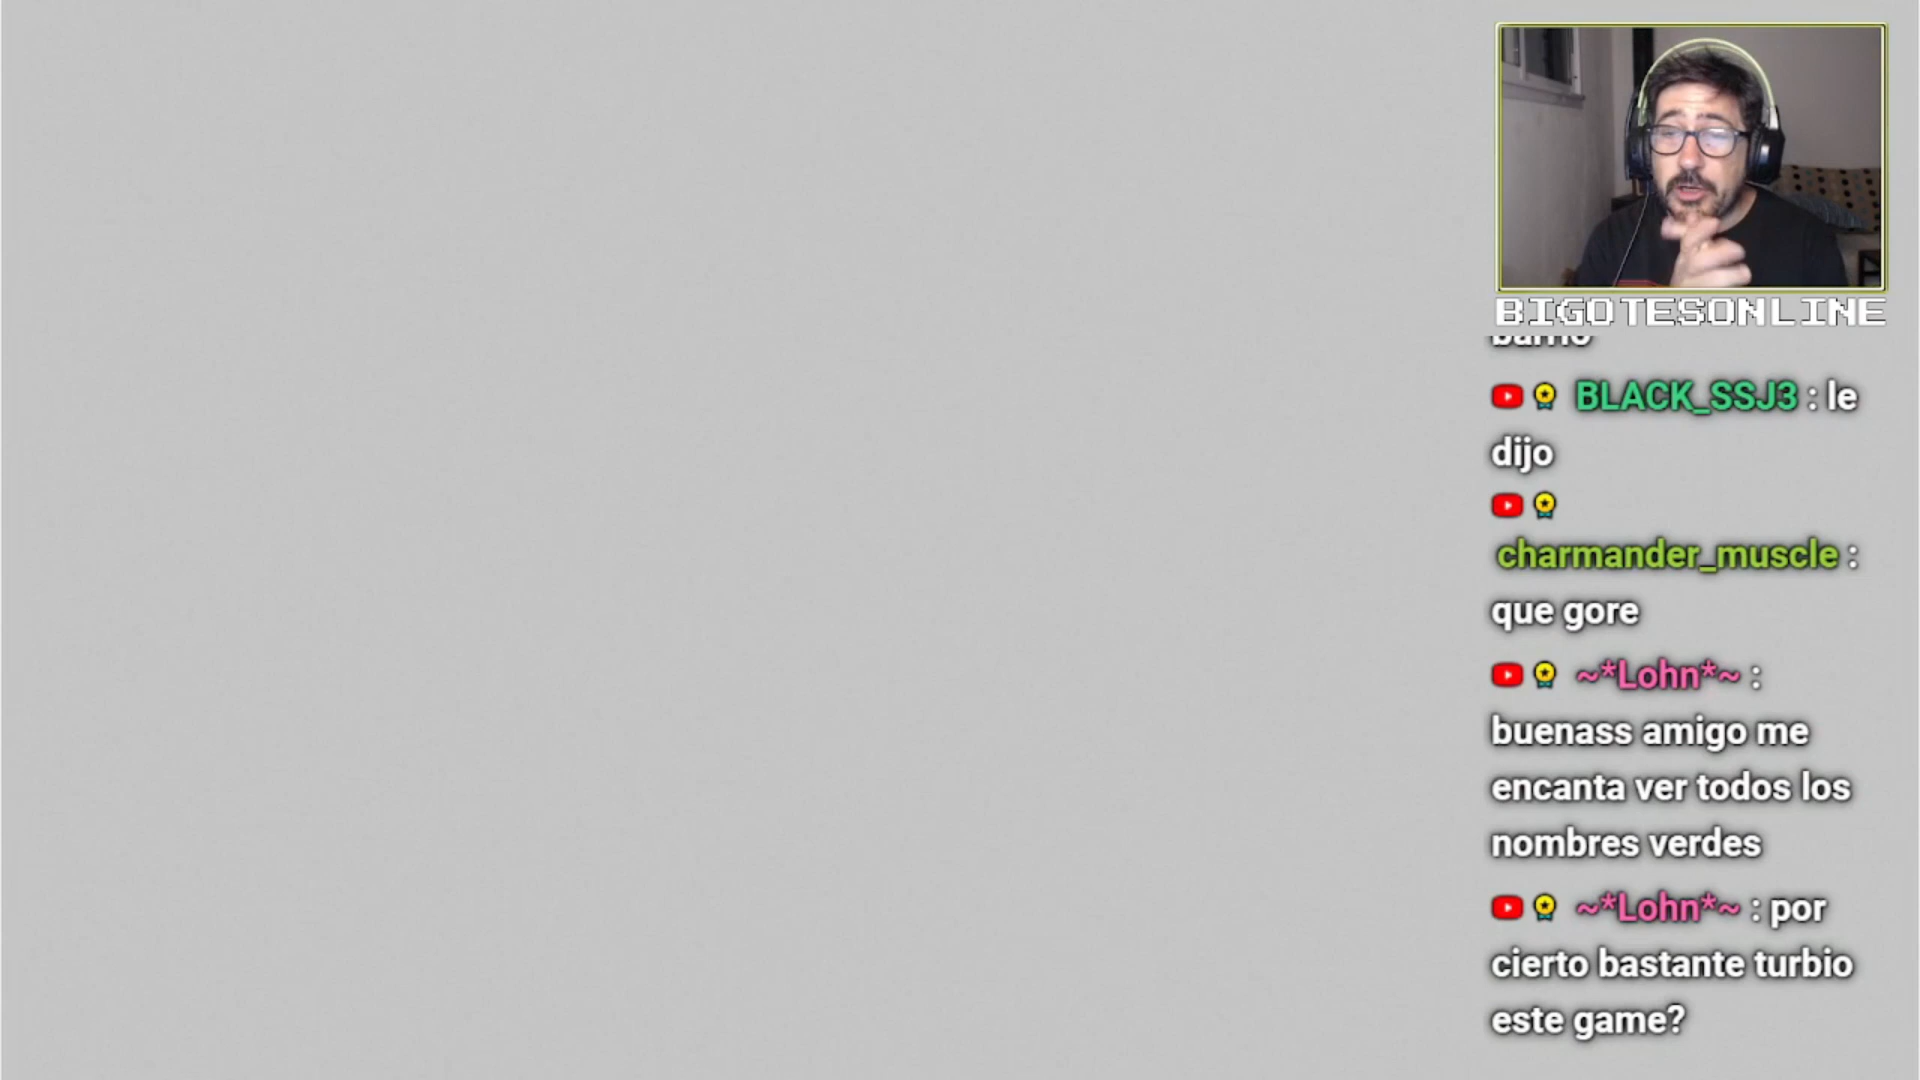 BIGOTESONLINE
barrio
BLACK_SSJ3 : le
dijo
charmander_muscle :
que gore
~*Lohn*~ :
buenass amigo me
encanta ver todos los
nombres verdes
~*Lohn*~ : por
cierto bastante turbio
este game?